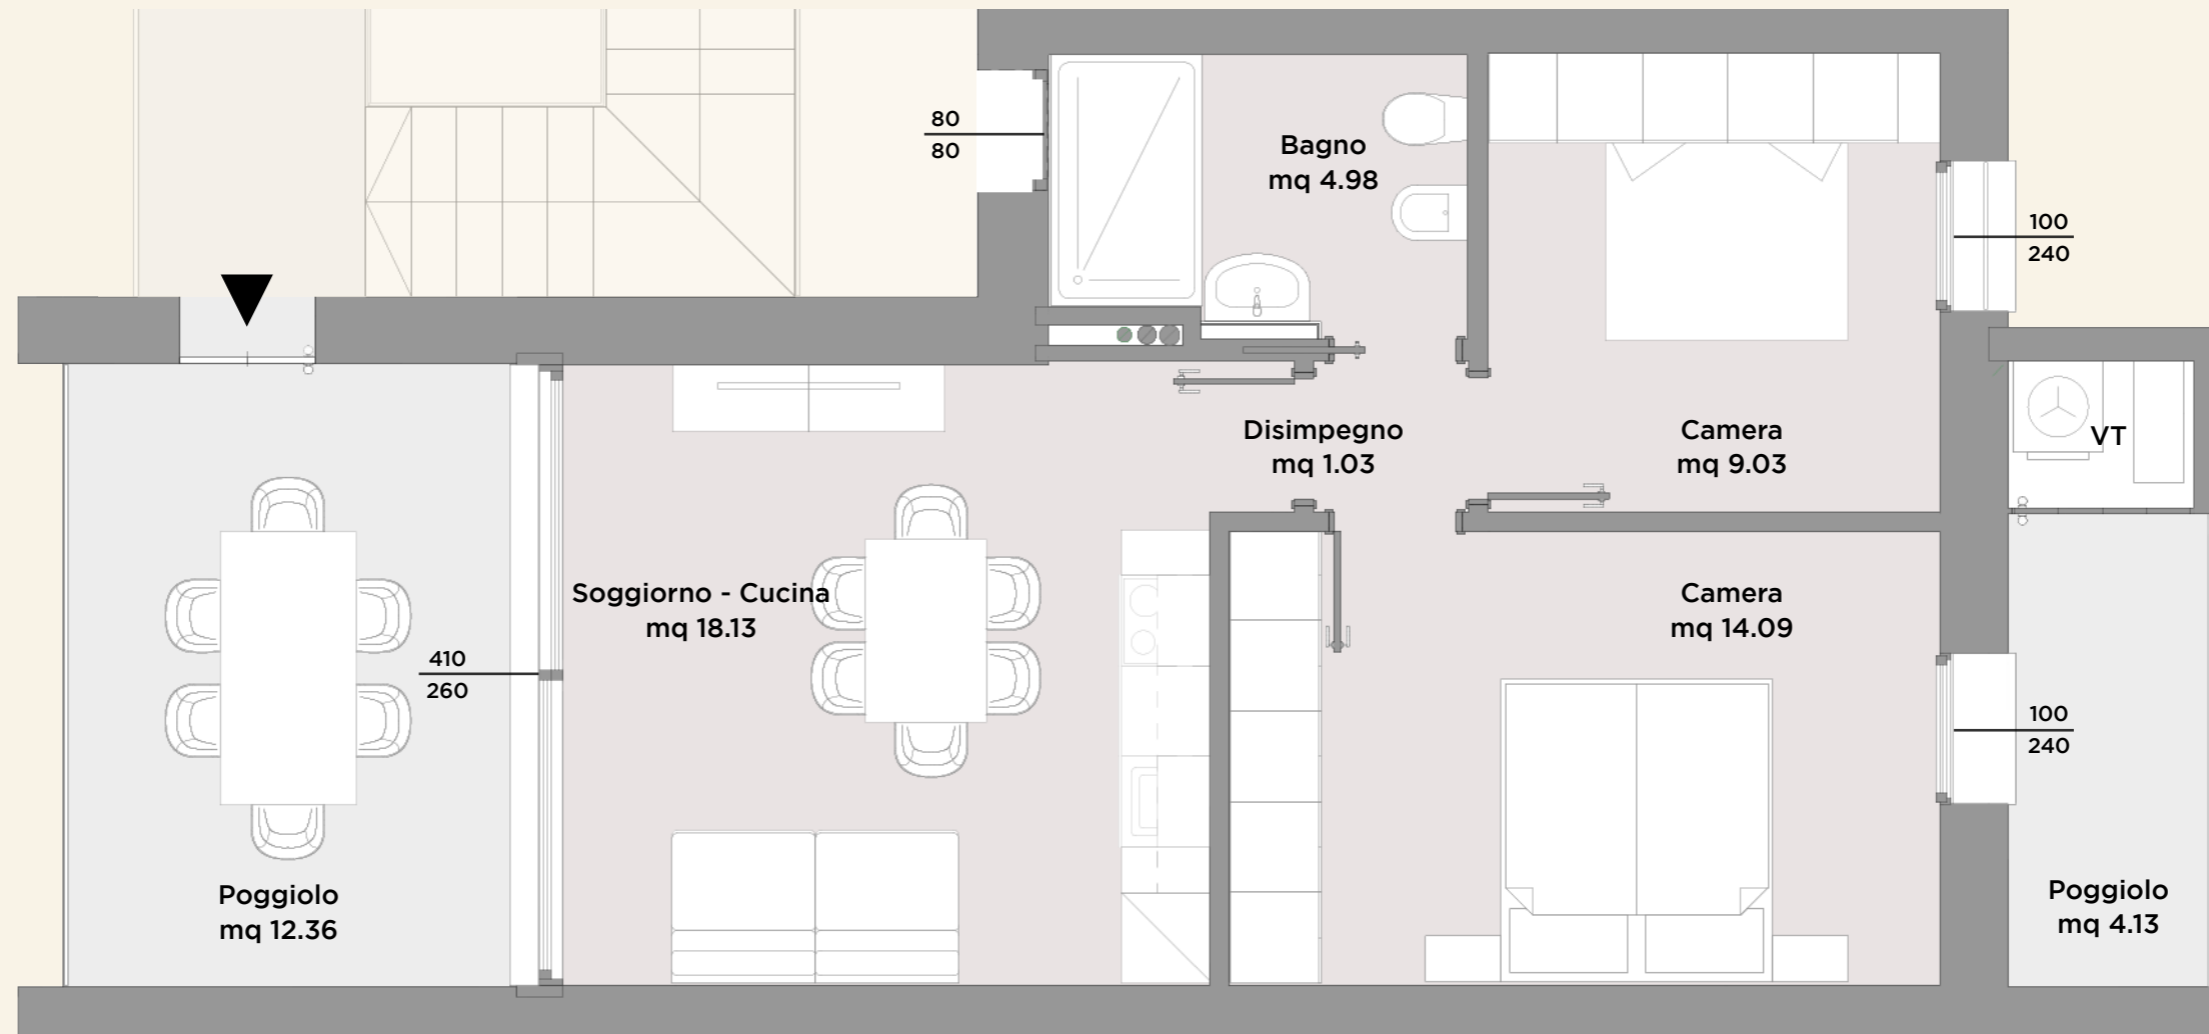 80
80
Bagno
mq 4.98
100
240
Disimpegno
mq 1.03
Camera
mq 9.03
VT
Soggiorno - Cucina
mq 18.13
Camera
mq 14.09
410
260
100
240
Poggiolo
mq 12.36
Poggiolo
mq 4.13